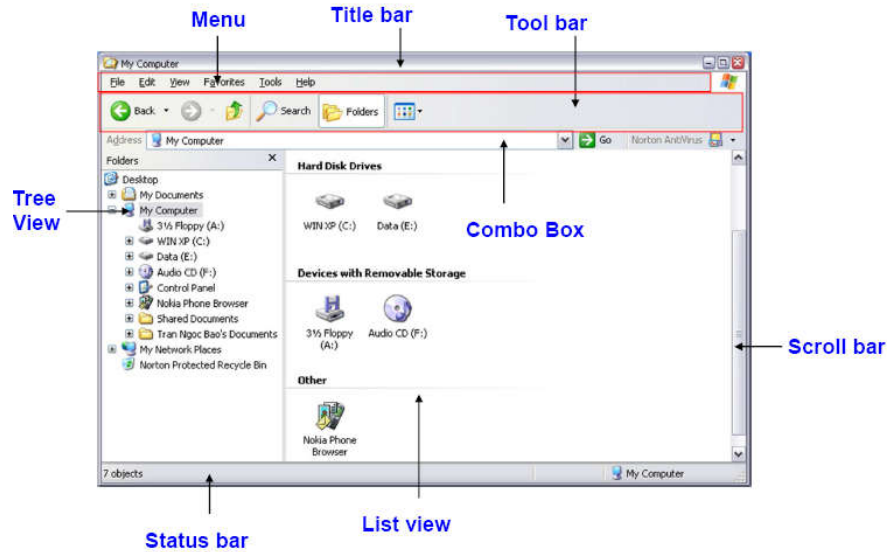 Menu
Title bar
Tool bar
My Computer
File Edit View Favorites Tools Help
Back Search Folders
Address My Computer Go Norton AntiVirus
Folders
Desktop
My Documents
My Computer
3½ Floppy (A:)
WIN XP (C:)
Data (E:)
Audio CD (F:)
Control Panel
Nokia Phone Browser
Shared Documents
Tran Ngoc Bao's Documents
My Network Places
Norton Protected Recycle Bin
Tree
View
Hard Disk Drives
WIN XP (C:) Data (E:)
Combo Box
Devices with Removable Storage
3½ Floppy
(A:)
Audio CD (F:)
Scroll bar
Other
Nokia Phone
Browser
7 objects My Computer
List view
Status bar